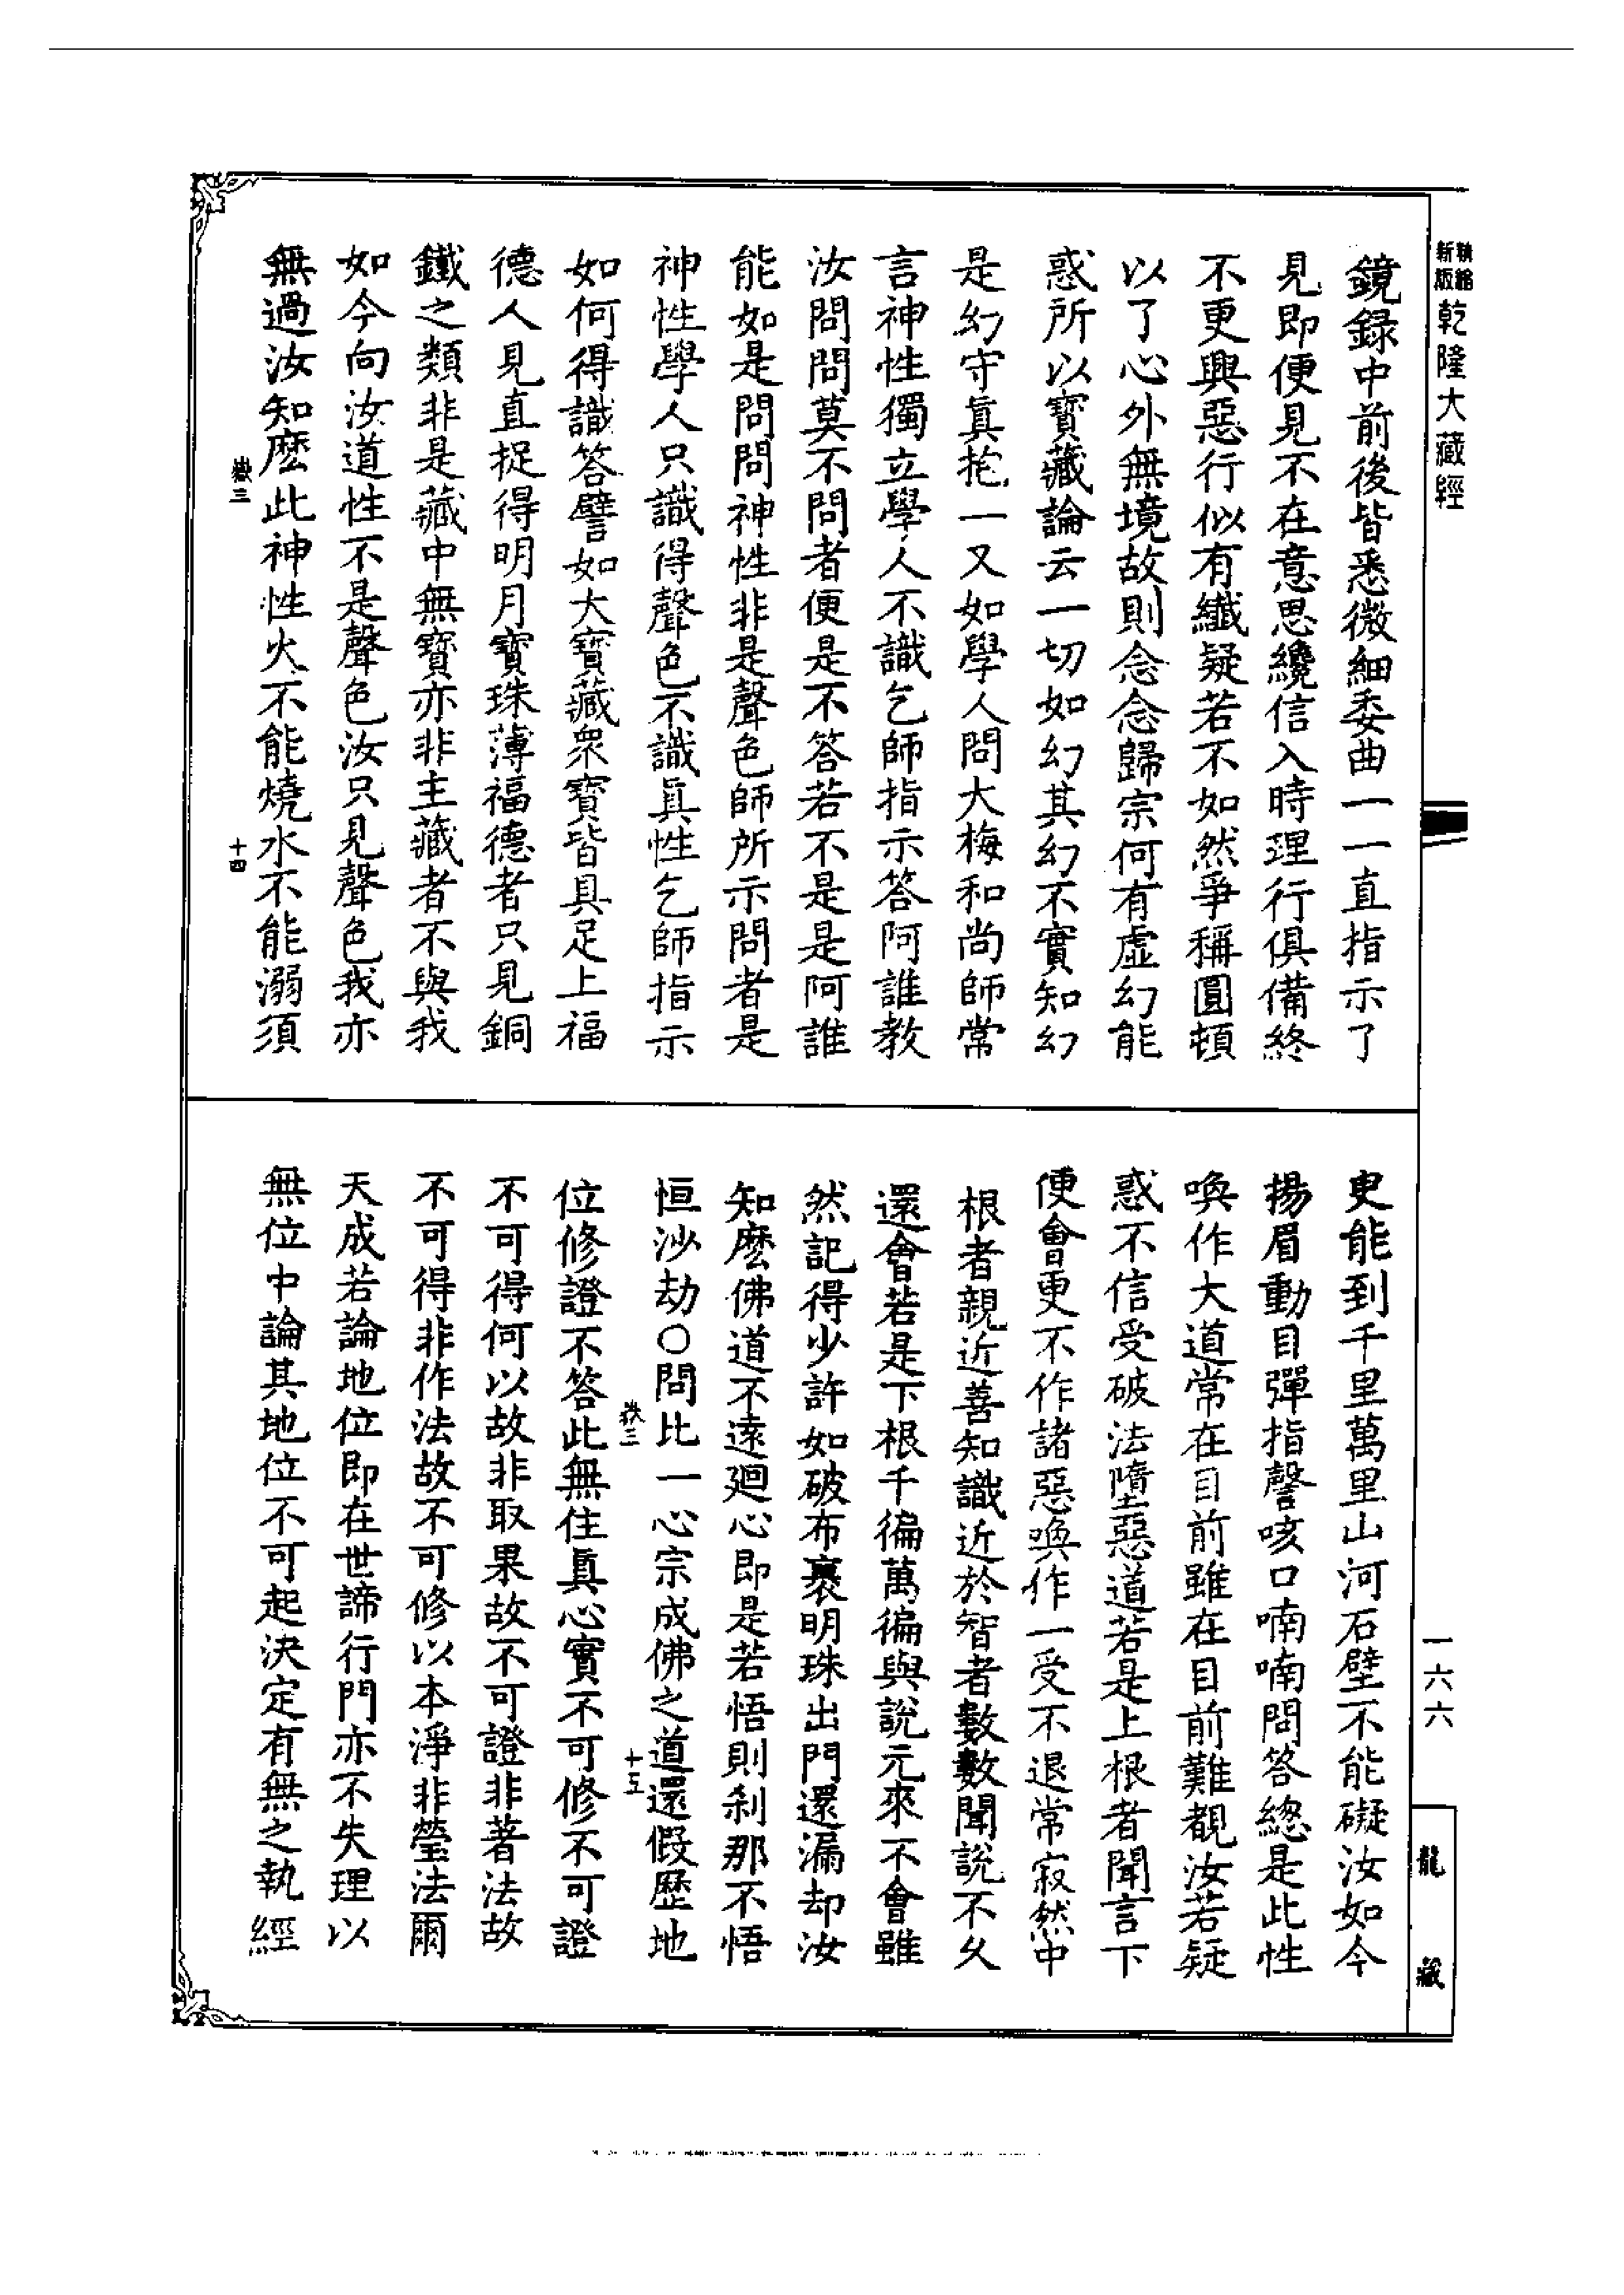 精縮新版乾隆大藏經
鏡録中前後皆悉微細委曲一一直指示了
見即便見不在意思纔信入時理行俱備終
不更興惡行似有纖疑若不如然爭稱圓頓
以了心外無境故則念念歸宗何有虛幻能
惑所以寶藏論云一切如幻其幻不實知幻
是幻守真抱一又如學人問大梅和尚師常
言神性獨立學人不識乞師指示答阿誰教
汝問問莫不問者便是不答若不是是阿誰
能如是問問神性非是聲色師所示問者是
神性學人只識得聲色不識真性乞師指示
如何得識答譬如大寶藏衆寶皆具足上福
德人見直捉得明月寶珠薄福德者只見銅
鐵之類非是藏中無寶亦非主藏者不與我
如今向汝道性不是聲色汝只見聲色我亦
無過汝知麽此神性火不能燒水不能溺須
嶽三
十四
史能到千里萬里山河石壁不能礙汝如今
揚眉動目彈指謦咳口喃喃問答總是此性
喚作大道常在目前雖在目前難覩汝若疑
惑不信受破法墮惡道若是上根者聞言下
便會更不作諸惡喚作一受不退常寂然中
根者親近善知識近於智者數數聞說不久
還會若是下根千徧萬徧與說元來不會雖
然記得少許如破布裹明珠出門還漏却汝
知麽佛道不遠廻心即是若悟則刹那不悟
恒沙劫○問比一心宗成佛之道還假歷地
嶽三
十五
位修證不答此無住真心實不可修不可證
不可得何以故非取果故不可證非著法故
不可得非作法故不可修以本淨非瑩法爾
天成若論地位即在世諦行門亦不失理以
無位中論其地位不可起決定有無之執經
一六六
龍藏